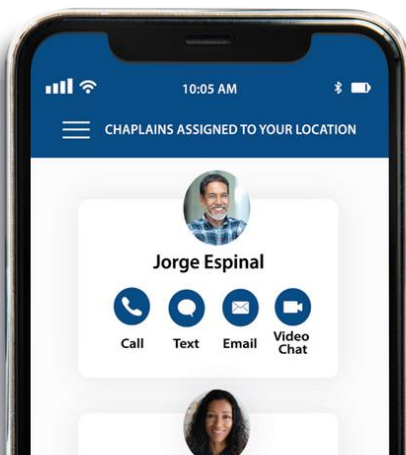 10:05 AM
CHAPLAINS ASSIGNED TO YOUR LOCATION
Jorge Espinal
Call Text Email Video
Chat